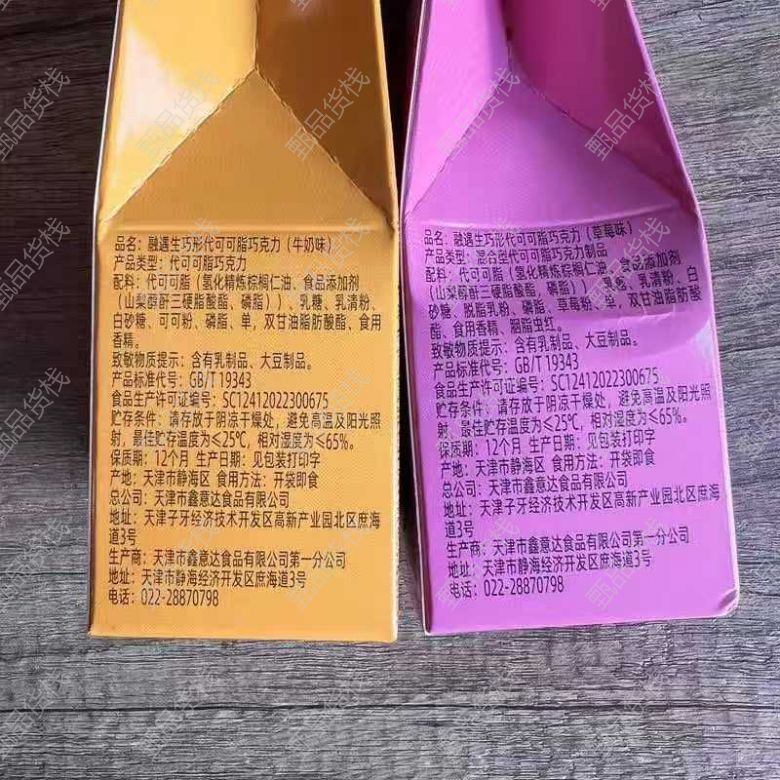 品名：融遇生巧形代可可脂巧克力（牛奶味）
产品类型：代可可脂巧克力
配料：代可可脂（氢化精炼棕榈仁油、食品添加剂
（山梨醇酐三硬脂酸酯、磷脂））、乳糖、乳清粉、
白砂糖、可可粉、磷脂、单，双甘油脂肪酸酯、食用
香精。
致敏物质提示：含有乳制品、大豆制品。
产品标准代号：GB/T 19343
食品生产许可证编号：SC12412022300675
贮存条件：请存放于阴凉干燥处，避免高温及阳光照
射，最佳贮存温度为≤25℃，相对湿度为≤65%。
保质期：12个月 生产日期：见包装打印字
产地：天津市静海区 食用方法：开袋即食
总公司：天津市鑫意达食品有限公司
地址：天津子牙经济技术开发区高新产业园北区庶海
道3号
生产商：天津市鑫意达食品有限公司第一分公司
地址：天津市静海经济开发区庶海道3号
电话：022-28870798
品名：融遇生巧形代可可脂巧克力（草莓味）
产品类型：混合型代可可脂巧克力制品
配料：代可可脂（氢化精炼棕榈仁油、食品添加剂
（山梨醇酐三硬脂酸酯，磷脂））、乳糖、乳清粉、白
砂糖、脱脂乳粉、磷脂、草莓粉、单，双甘油脂肪酸
酯、食用香精、胭脂虫红。
致敏物质提示：含有乳制品、大豆制品。
产品标准代号：GB/T 19343
食品生产许可证编号：SC12412022300675
贮存条件：请存放于阴凉干燥处，避免高温及阳光照
射，最佳贮存温度为≤25℃，相对湿度为≤65%。
保质期：12个月 生产日期：见包装打印字
产地：天津市静海区 食用方法：开袋即食
总公司：天津市鑫意达食品有限公司
地址：天津子牙经济技术开发区高新产业园北区庶海
道3号
生产商：天津市鑫意达食品有限公司第一分公司
地址：天津市静海经济开发区庶海道3号
电话：022-28870798
甄品货栈